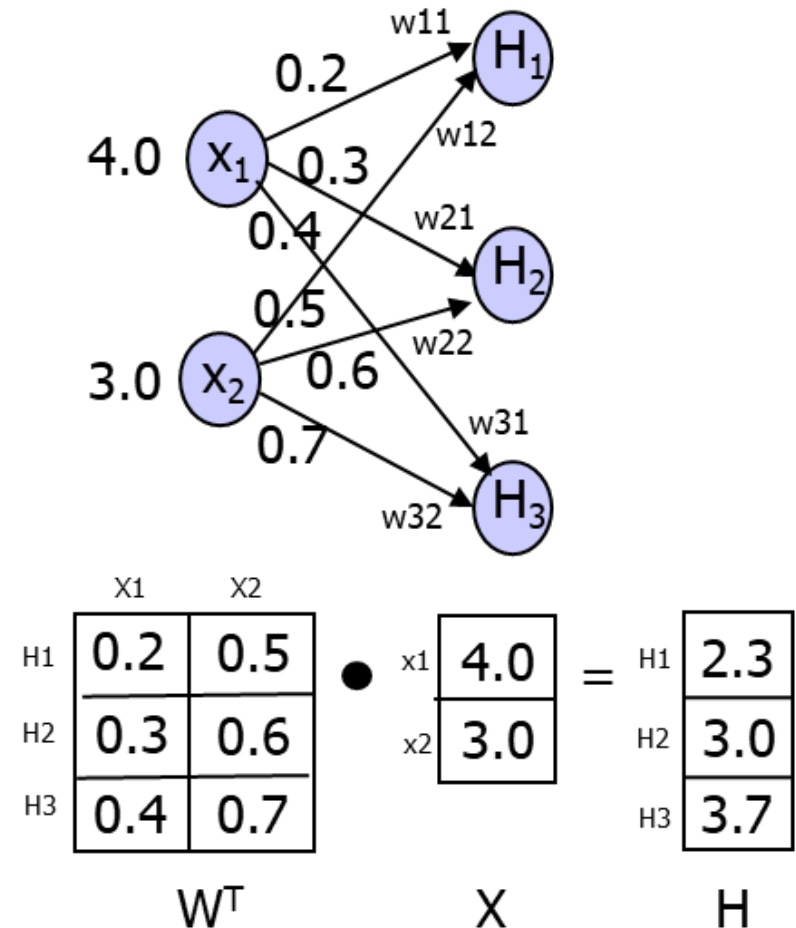 w11
H₁
0.2
w12
4.0 x₁ 0.3
w21
0.4
H₂
0.5
w22
3.0 x₂ 0.6
w31
0.7
H₃
w32
X1 X2
H1 0.2 0.5 ● x1 4.0 = H1 2.3
H2 0.3 0.6 x2 3.0 H2 3.0
H3 0.4 0.7 H3 3.7
Wᵀ X H